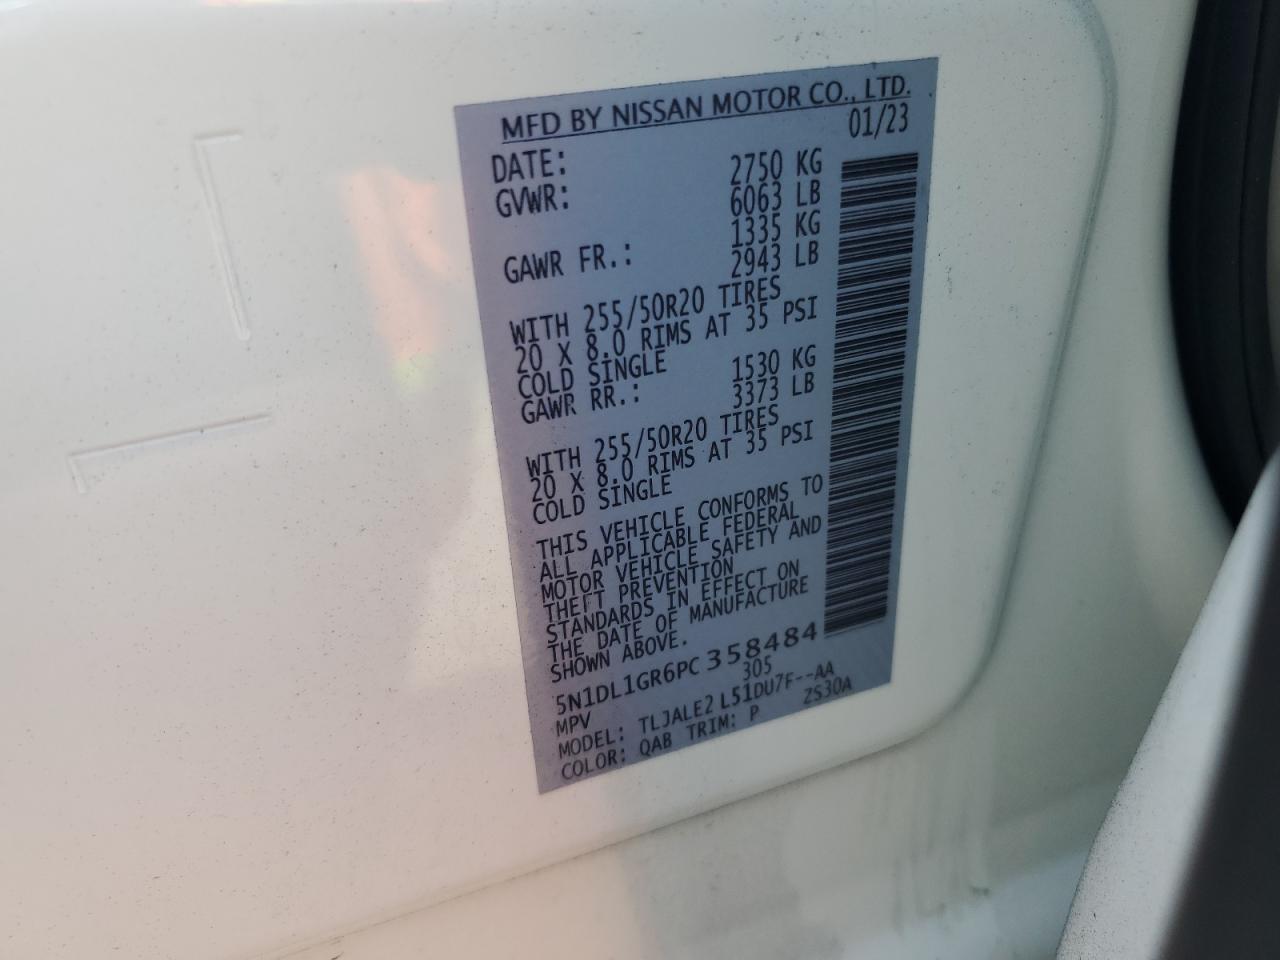 MFD BY NISSAN MOTOR CO., LTD.
DATE: 01/23
GVWR: 2750 KG
6063 LB
GAWR FR.: 1335 KG
2943 LB
WITH 255/50R20 TIRES
20 X 8.0 RIMS AT 35 PSI
COLD SINGLE
GAWR RR.: 1530 KG
3373 LB
WITH 255/50R20 TIRES
20 X 8.0 RIMS AT 35 PSI
COLD SINGLE
THIS VEHICLE CONFORMS TO
ALL APPLICABLE FEDERAL
MOTOR VEHICLE SAFETY AND
THEFT PREVENTION
STANDARDS IN EFFECT ON
THE DATE OF MANUFACTURE
SHOWN ABOVE.
5N1DL1GR6PC358484
MPV 305
MODEL: TLJALE2 L51DU7F--AA
COLOR: QAB TRIM: P ZS30A